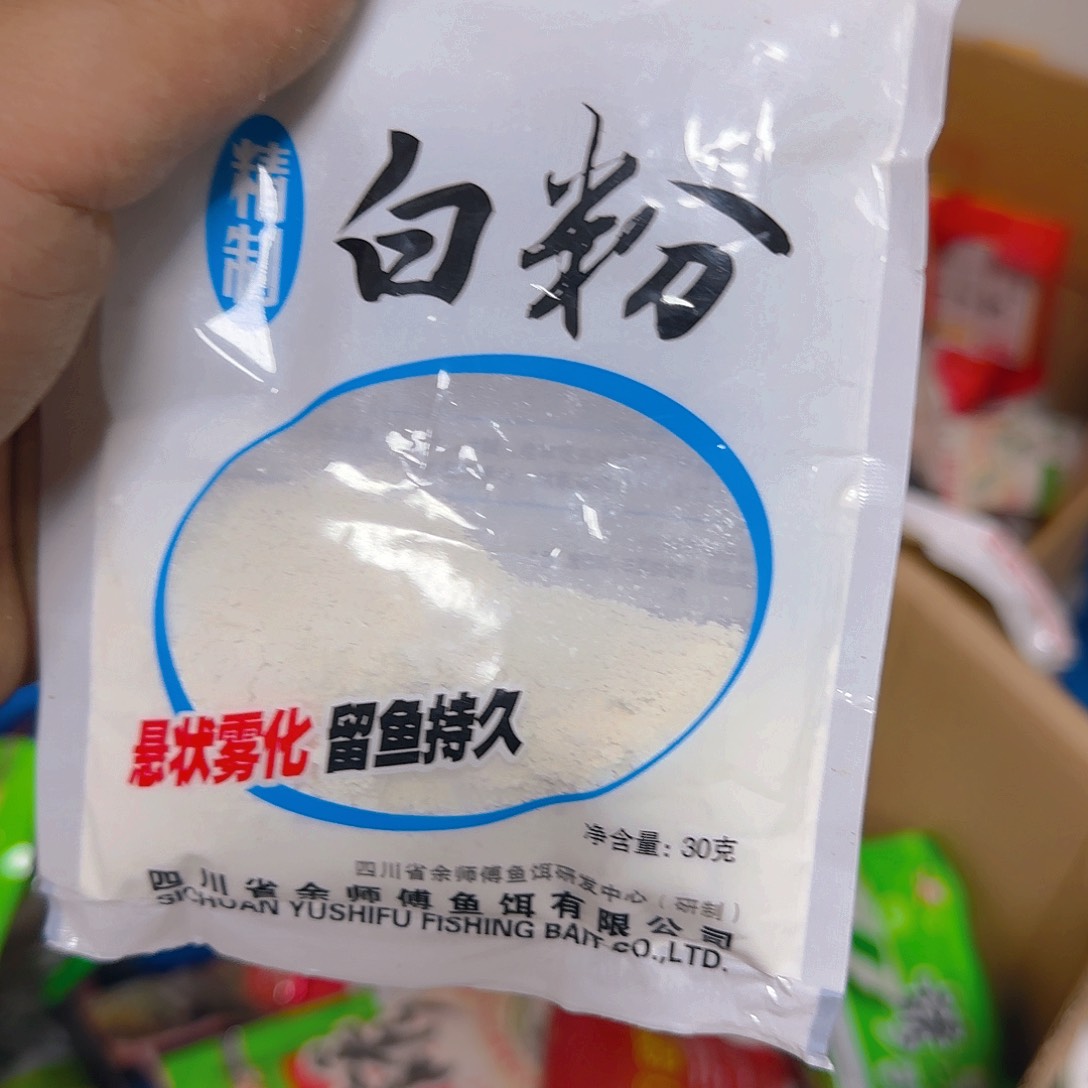 精制
白粉
悬状雾化 留鱼持久
净含量：30克
四川省余师傅鱼饵研发中心（研制）
四川省余师傅鱼饵有限公司
SICHUAN YUSHIFU FISHING BAIT CO.,LTD.